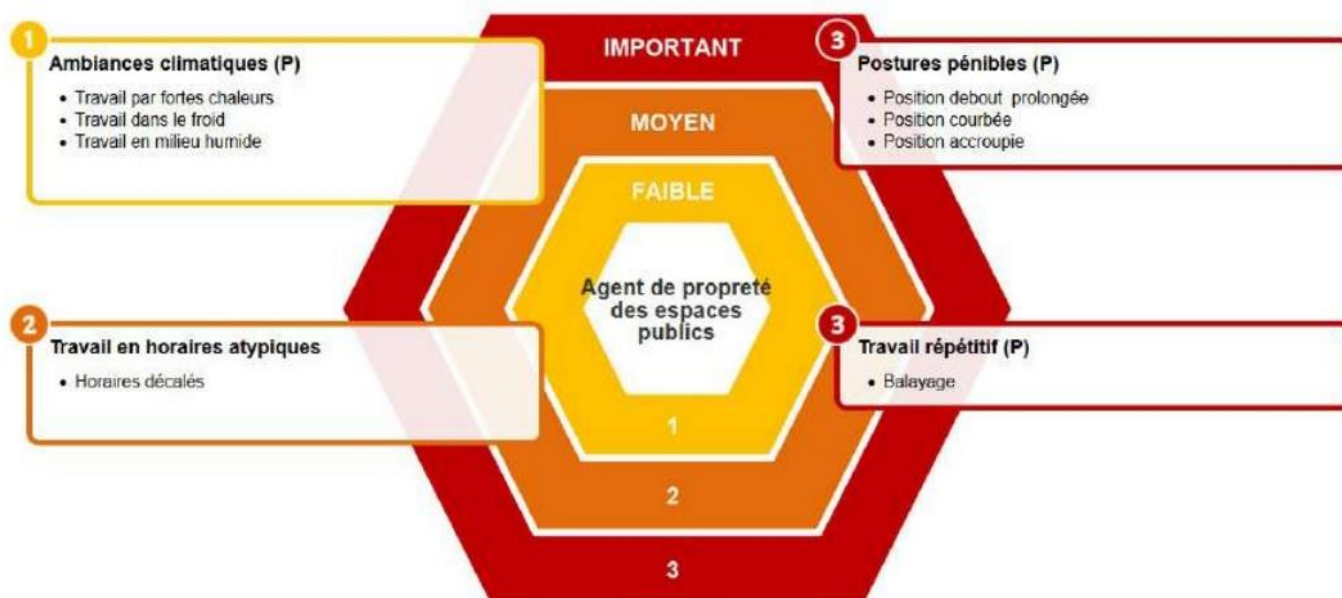 1
Ambiances climatiques (P)
• Travail par fortes chaleurs
• Travail dans le froid
• Travail en milieu humide
2
Travail en horaires atypiques
• Horaires décalés
IMPORTANT
MOYEN
FAIBLE
Agent de propreté
des espaces
publics
1
2
3
3
Postures pénibles (P)
• Position debout prolongée
• Position courbée
• Position accroupie
3
Travail répétitif (P)
• Balayage